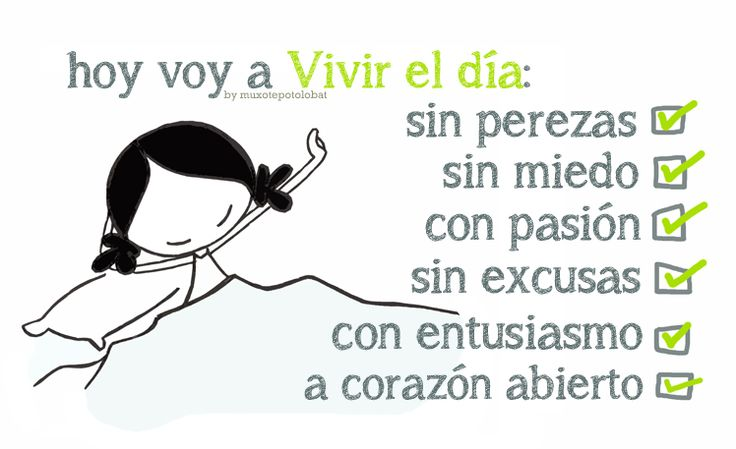 hoy voy a Vivir el día:
by muxotepotolobat
sin perezas
sin miedo
con pasión
sin excusas
con entusiasmo
a corazón abierto